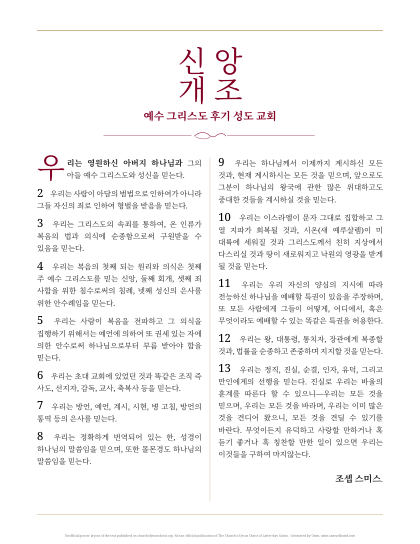 신 앙
개 조
예수 그리스도 후기 성도 교회
우리는 영원하신 아버지 하나님과 그의
아들 예수 그리스도와 성신을 믿는다.
2 우리는 사람이 아담의 범법으로 인하여가 아니라
그들 자신의 죄로 인하여 형벌을 받음을 믿는다.
3 우리는 그리스도의 속죄를 통하여, 온 인류가
복음의 법과 의식에 순종함으로써 구원받을 수
있음을 믿는다.
4 우리는 복음의 첫째 되는 원리와 의식은 첫째
주 예수 그리스도를 믿는 신앙, 둘째 회개, 셋째 죄
사함을 위한 침수로써의 침례, 넷째 성신의 은사를
위한 안수례임을 믿는다.
5 우리는 사람이 복음을 전파하고 그 의식을
집행하기 위해서는 예언에 의하여 또 권세 있는 자에
의한 안수로써 하나님으로부터 부름 받아야 함을
믿는다.
6 우리는 초대 교회에 있었던 것과 똑같은 조직 즉
사도, 선지자, 감독, 교사, 축복사 등을 믿는다.
7 우리는 방언, 예언, 계시, 시현, 병 고침, 방언의
통역 등의 은사를 믿는다.
8 우리는 정확하게 번역되어 있는 한, 성경이
하나님의 말씀임을 믿으며, 또한 몰몬경도 하나님의
말씀임을 믿는다.
9 우리는 하나님께서 이제까지 계시하신 모든
것과, 현재 계시하시는 모든 것을 믿으며, 앞으로도
그분이 하나님의 왕국에 관한 많은 위대하고도
중대한 것들을 계시하실 것을 믿는다.
10 우리는 이스라엘이 문자 그대로 집합하고 그
열 지파가 회복될 것과, 시온(새 예루살렘)이 미
대륙에 세워질 것과 그리스도께서 친히 지상에서
다스리실 것과 땅이 새로워지고 낙원의 영광을 받게
될 것을 믿는다.
11 우리는 우리 자신의 양심의 지시에 따라
전능하신 하나님을 예배할 특권이 있음을 주장하며,
또 모든 사람에게 그들이 어떻게, 어디에서, 혹은
무엇이라도 예배할 수 있는 똑같은 특권을 허용한다.
12 우리는 왕, 대통령, 통치자, 장관에게 복종할
것과, 법률을 순종하고 존중하며 지지할 것을 믿는다.
13 우리는 정직, 진실, 순결, 인자, 유덕, 그리고
만인에게의 선행을 믿는다. 진실로 우리는 바울의
훈계를 따른다 할 수 있으니—우리는 모든 것을
믿으며, 우리는 모든 것을 바라며, 우리는 이미 많은
것을 견디어 왔으니, 모든 것을 견딜 수 있기를
바란다. 무엇이든지 유덕하고 사랑할 만하거나 혹
듣기 좋거나 혹 칭찬할 만한 일이 있으면 우리는
이것들을 구하여 마지않는다.
조셉 스미스